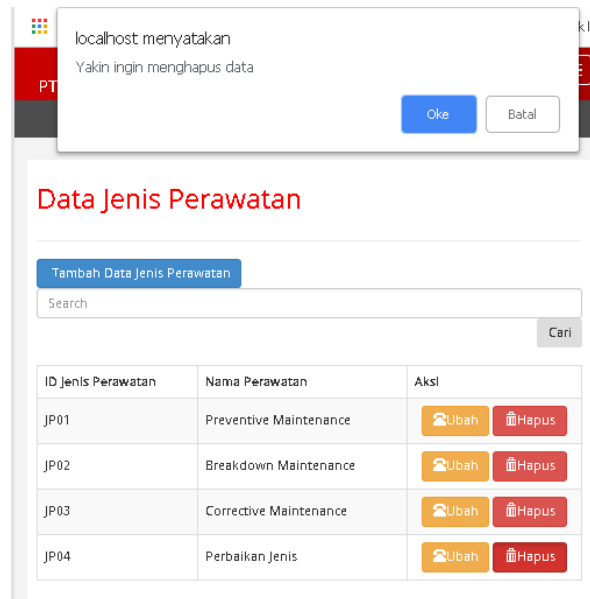 localhost menyatakan
Yakin ingin menghapus data
Oke Batal
PT
Data Jenis Perawatan
Tambah Data Jenis Perawatan
Search
Cari
ID Jenis Perawatan Nama Perawatan Aksi
JP01 Preventive Maintenance Ubah Hapus
JP02 Breakdown Maintenance Ubah Hapus
JP03 Corrective Maintenance Ubah Hapus
JP04 Perbaikan Jenis Ubah Hapus